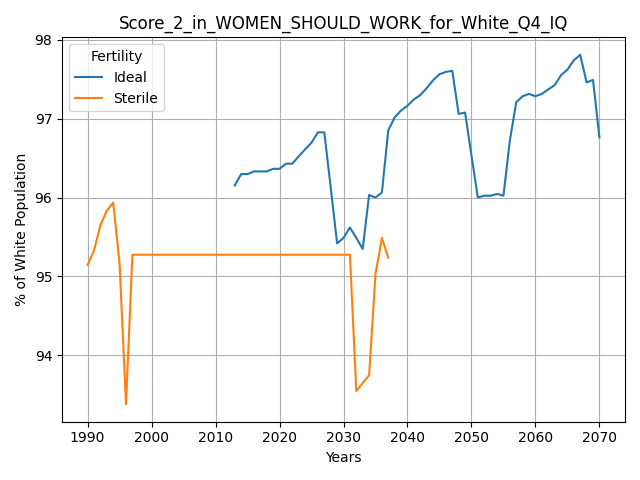 Score_2_in_WOMEN_SHOULD_WORK_for_White_Q4_IQ
Fertility
Ideal
Sterile
% of White Population
98
97
96
95
94
1990 2000 2010 2020 2030 2040 2050 2060 2070
Years